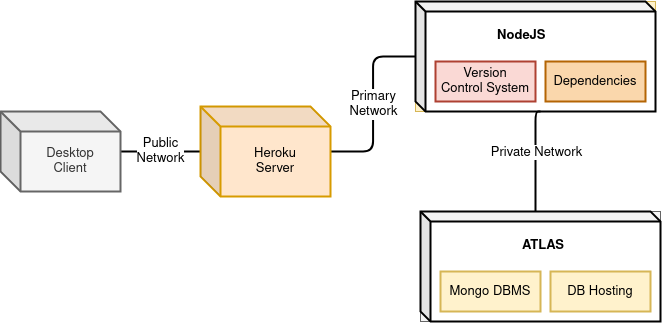 NodeJS
Version
Control System
Dependencies
Primary
Network
Desktop
Client
Public
Network
Heroku
Server
Private Network
ATLAS
Mongo DBMS
DB Hosting